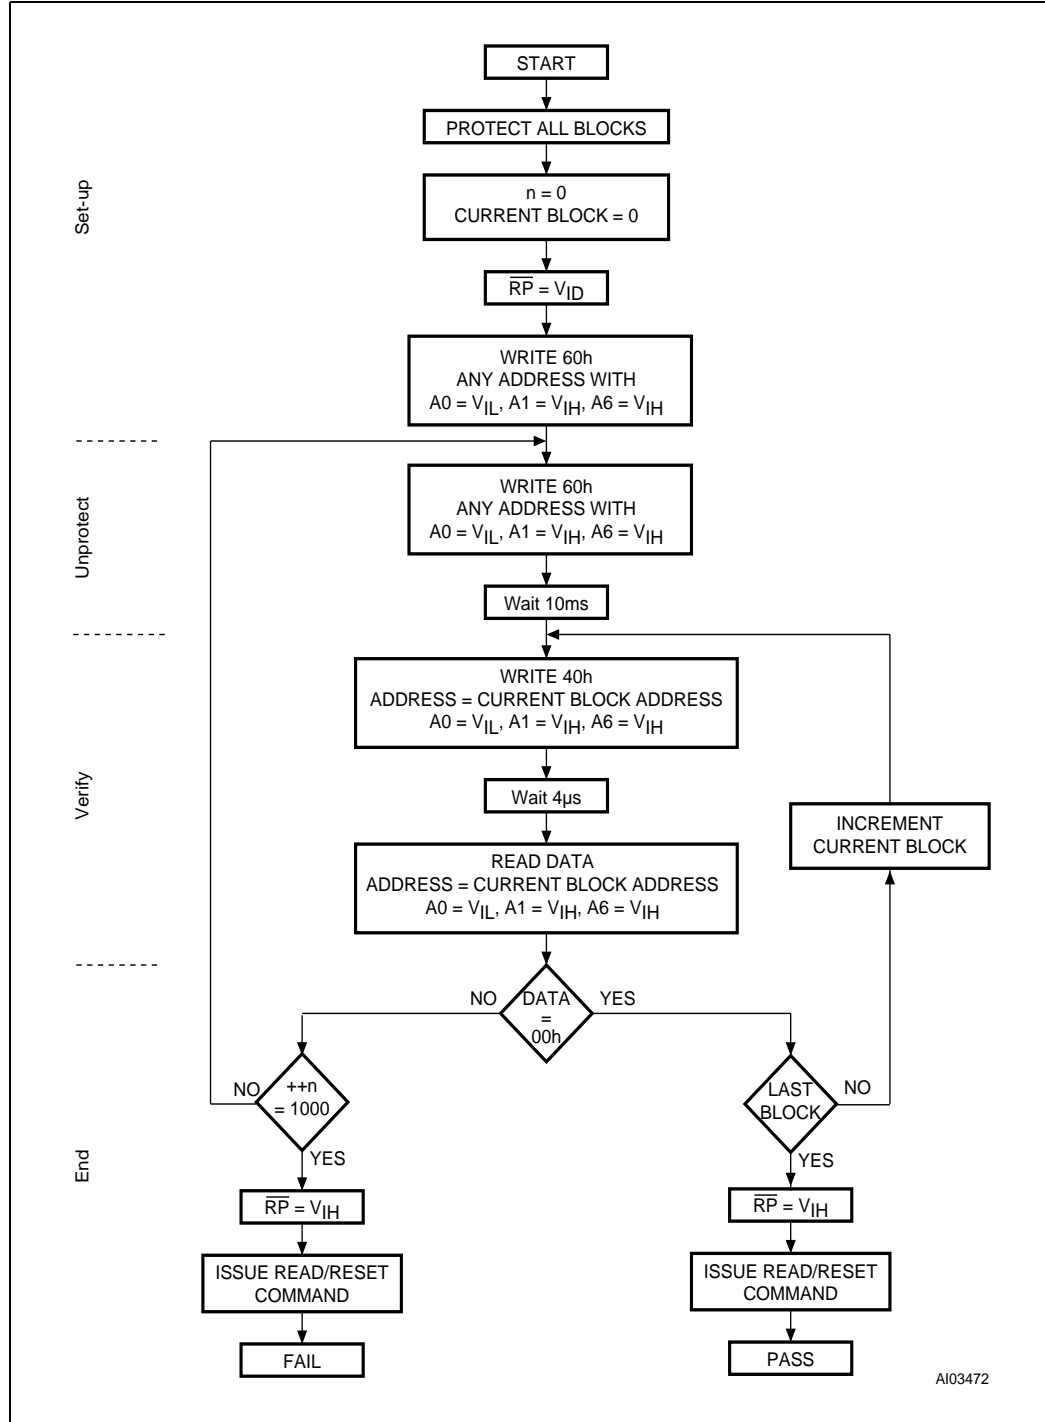 START
PROTECT ALL BLOCKS
Set-up
n = 0
CURRENT BLOCK = 0
RP = VID
WRITE 60h
ANY ADDRESS WITH
A0 = VIL, A1 = VIH, A6 = VIH
Unprotect
WRITE 60h
ANY ADDRESS WITH
A0 = VIL, A1 = VIH, A6 = VIH
Wait 10ms
Verify
WRITE 40h
ADDRESS = CURRENT BLOCK ADDRESS
A0 = VIL, A1 = VIH, A6 = VIH
Wait 4µs
INCREMENT
CURRENT BLOCK
READ DATA
ADDRESS = CURRENT BLOCK ADDRESS
A0 = VIL, A1 = VIH, A6 = VIH
End
NO
DATA
=
00h
YES
NO
++n
= 1000
YES
LAST
BLOCK
NO
YES
RP = VIH
ISSUE READ/RESET
COMMAND
FAIL
RP = VIH
ISSUE READ/RESET
COMMAND
PASS
AI03472